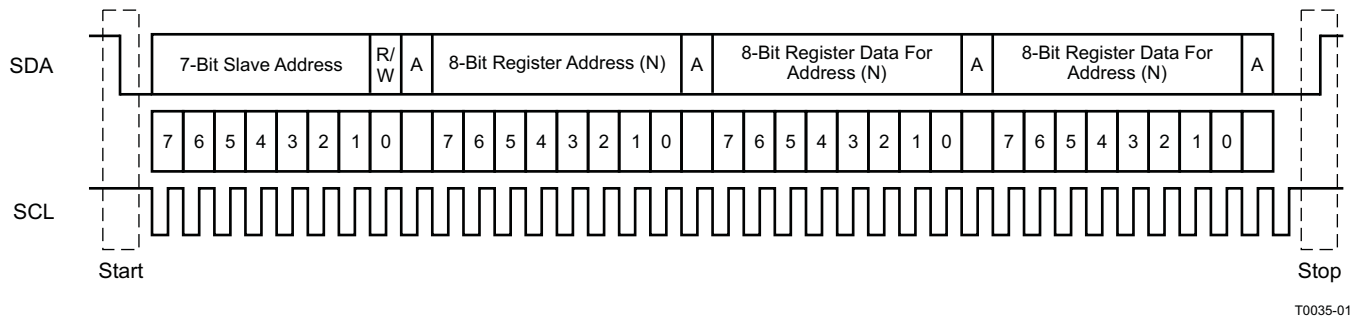 SDA
7-Bit Slave Address
R/
W
A
8-Bit Register Address (N)
A
8-Bit Register Data For
Address (N)
A
8-Bit Register Data For
Address (N)
A
7 6 5 4 3 2 1 0 7 6 5 4 3 2 1 0 7 6 5 4 3 2 1 0 7 6 5 4 3 2 1 0
SCL
Start
Stop
T0035-01